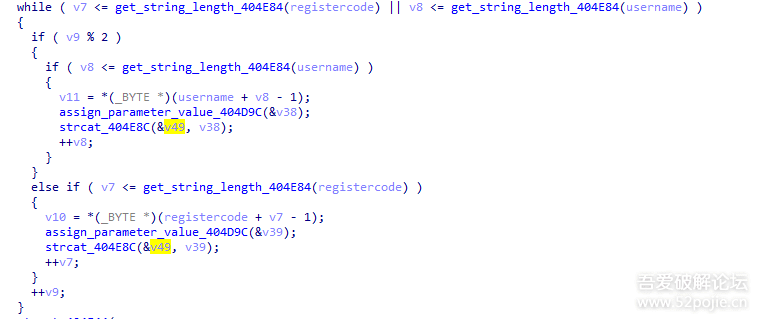 while ( v7 <= get_string_length_404E84(registercode) || v8 <= get_string_length_404E84(username) )
{
  if ( v9 % 2 )
  {
    if ( v8 <= get_string_length_404E84(username) )
    {
      v11 = *(_BYTE *)(username + v8 - 1);
      assign_parameter_value_404D9C(&v38);
      strcat_404E8C(&v49, v38);
      ++v8;
    }
  }
  else if ( v7 <= get_string_length_404E84(registercode) )
  {
    v10 = *(_BYTE *)(registercode + v7 - 1);
    assign_parameter_value_404D9C(&v39);
    strcat_404E8C(&v49, v39);
    ++v7;
  }
  ++v9;
}
吾爱破解论坛
www.52pojie.cn